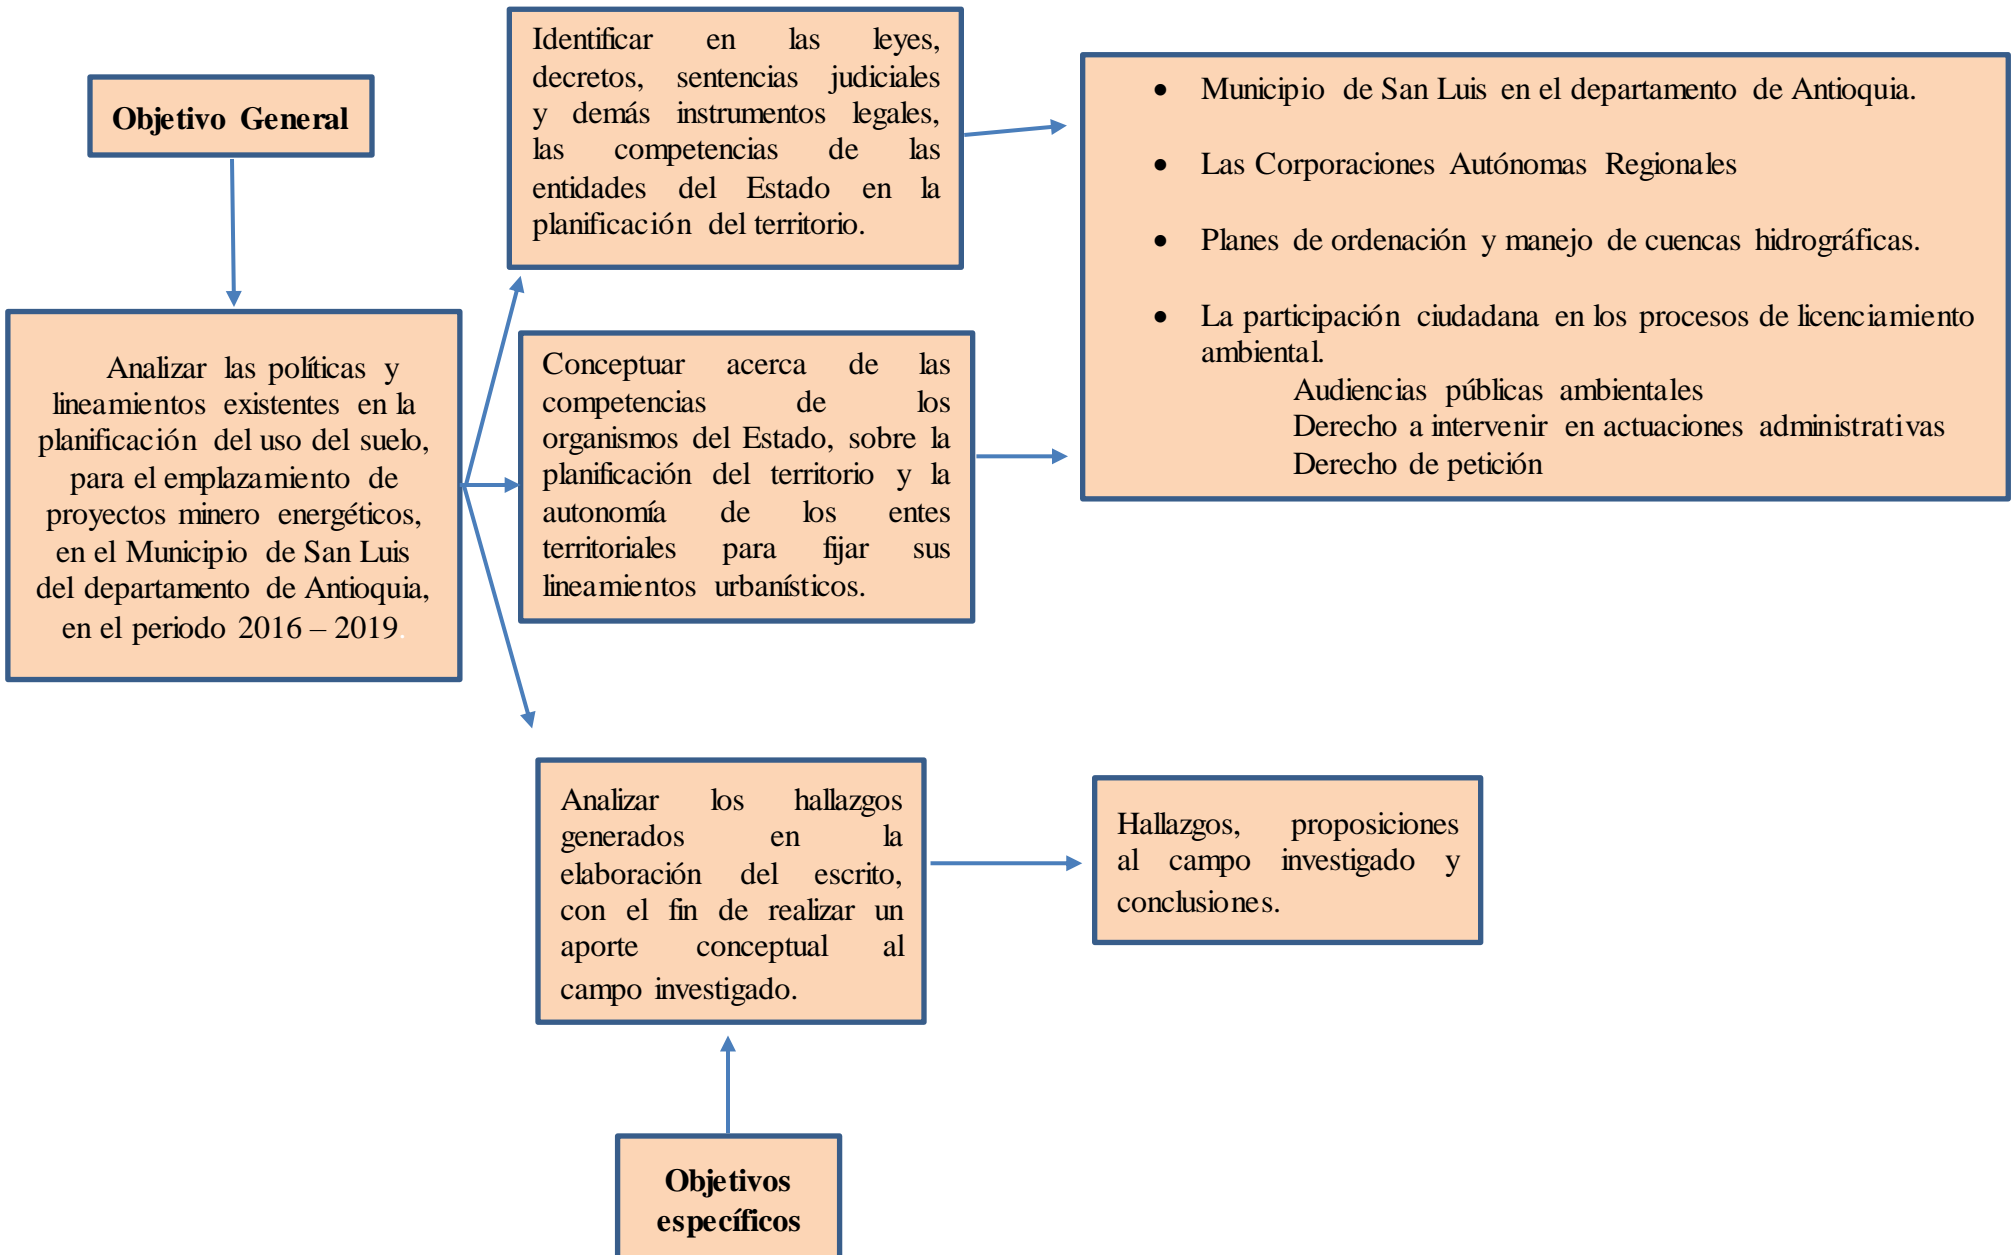 Objetivo General
Analizar las políticas y
lineamientos existentes en la
planificación del uso del suelo,
para el emplazamiento de
proyectos minero energéticos,
en el Municipio de San Luis
del departamento de Antioquia,
en el periodo 2016 – 2019.
Identificar en las leyes,
decretos, sentencias judiciales
y demás instrumentos legales,
las competencias de las
entidades del Estado en la
planificación del territorio.
Conceptuar acerca de las
competencias de los
organismos del Estado, sobre la
planificación del territorio y la
autonomía de los entes
territoriales para fijar sus
lineamientos urbanísticos.
Analizar los hallazgos
generados en la
elaboración del escrito,
con el fin de realizar un
aporte conceptual al
campo investigado.
Objetivos
específicos
• Municipio de San Luis en el departamento de Antioquia.
• Las Corporaciones Autónomas Regionales
• Planes de ordenación y manejo de cuencas hidrográficas.
• La participación ciudadana en los procesos de licenciamiento
ambiental.
Audiencias públicas ambientales
Derecho a intervenir en actuaciones administrativas
Derecho de petición
Hallazgos, proposiciones
al campo investigado y
conclusiones.